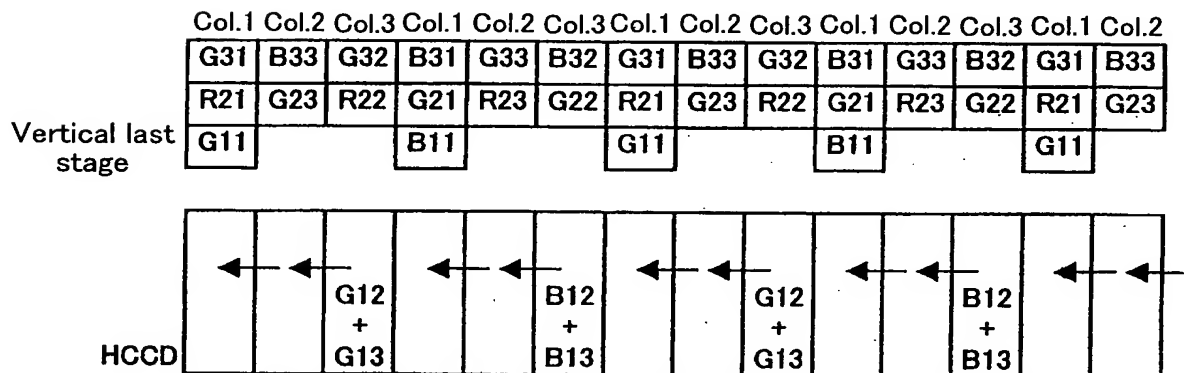 Col.1 Col.2 Col.3 Col.1 Col.2 Col.3 Col.1 Col.2 Col.3 Col.1 Col.2 Col.3 Col.1 Col.2
G31 B33 G32 B31 G33 B32 G31 B33 G32 B31 G33 B32 G31 B33
R21 G23 R22 G21 R23 G22 R21 G23 R22 G21 R23 G22 R21 G23
Vertical last
stage
G11 B11 G11 B11 G11
G12 B12 G12 B12
+ + + +
HCCD G13 B13 G13 B13